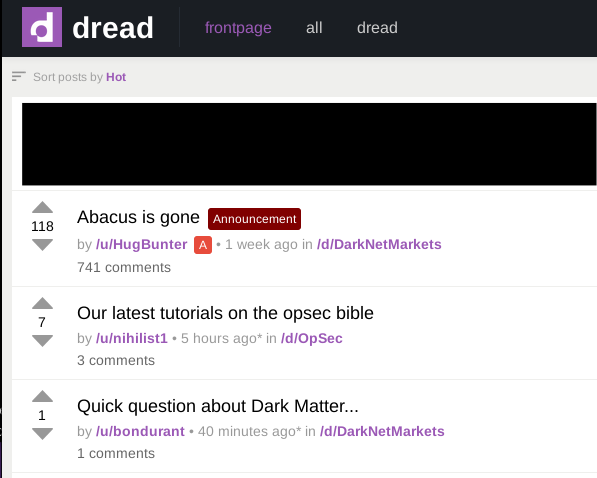 d dread frontpage all dread
Sort posts by Hot
118
Abacus is gone Announcement
by /u/HugBunter A • 1 week ago in /d/DarkNetMarkets
741 comments
7
Our latest tutorials on the opsec bible
by /u/nihilist1 • 5 hours ago* in /d/OpSec
3 comments
1
Quick question about Dark Matter...
by /u/bondurant • 40 minutes ago* in /d/DarkNetMarkets
1 comments